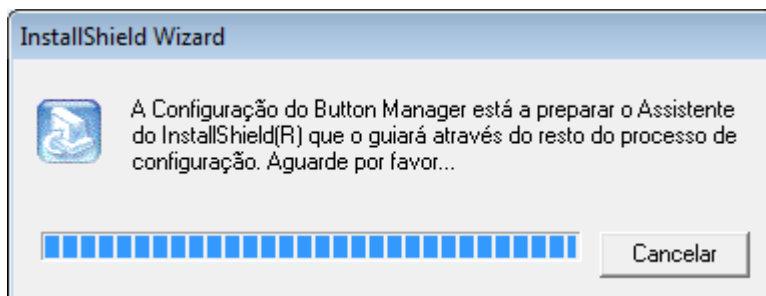 InstallShield Wizard
A Configuração do Button Manager está a preparar o Assistente
do InstallShield(R) que o guiará através do resto do processo de
configuração. Aguarde por favor...
Cancelar